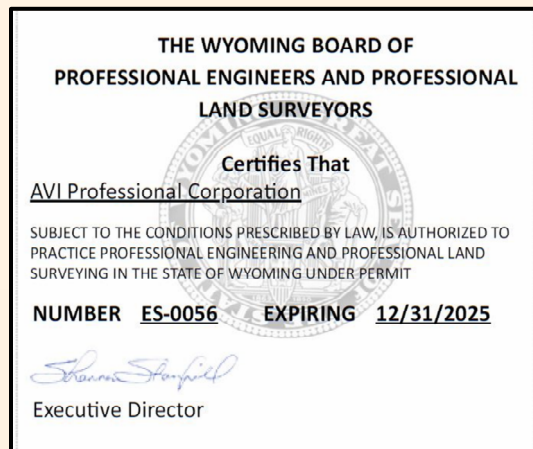 THE WYOMING BOARD OF
PROFESSIONAL ENGINEERS AND PROFESSIONAL
LAND SURVEYORS
EQUAL RIGHTS
Certifies That
AVI Professional Corporation
SUBJECT TO THE CONDITIONS PRESCRIBED BY LAW, IS AUTHORIZED TO
PRACTICE PROFESSIONAL ENGINEERING AND PROFESSIONAL LAND
SURVEYING IN THE STATE OF WYOMING UNDER PERMIT
NUMBER ES-0056 EXPIRING 12/31/2025
Executive Director